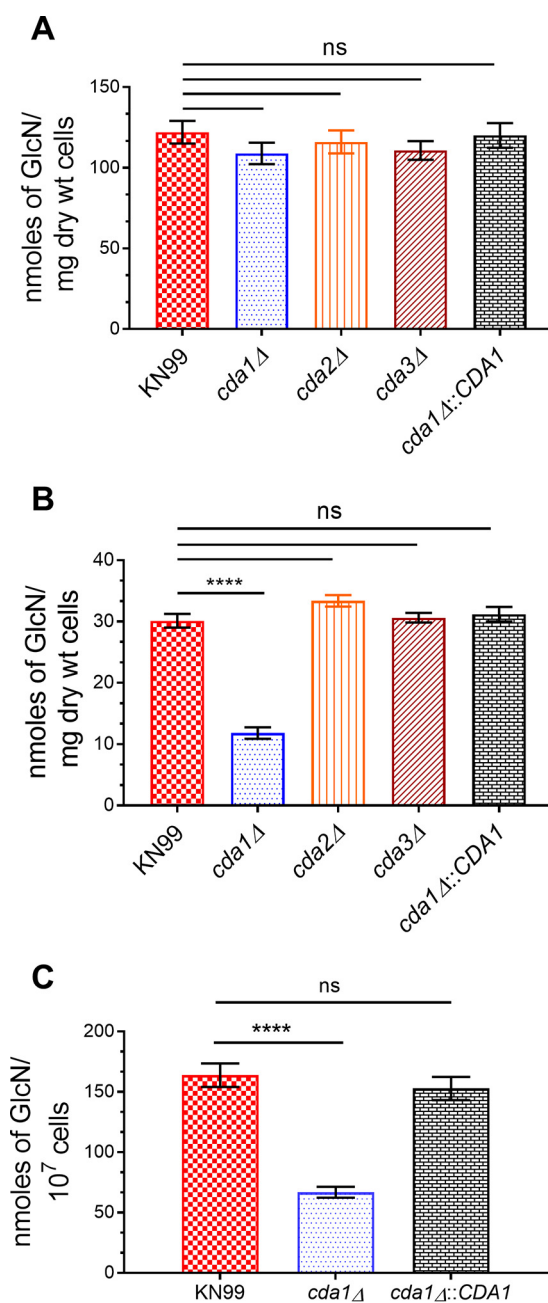 A
ns
nmoles of GlcN/
mg dry wt cells
150
100
50
0
KN99
cda1Δ
cda2Δ
cda3Δ
cda1Δ::CDA1
B
ns
****
nmoles of GlcN/
mg dry wt cells
40
30
20
10
0
KN99
cda1Δ
cda2Δ
cda3Δ
cda1Δ::CDA1
C
ns
****
nmoles of GlcN/
10⁷ cells
200
150
100
50
0
KN99
cda1Δ
cda1Δ::CDA1